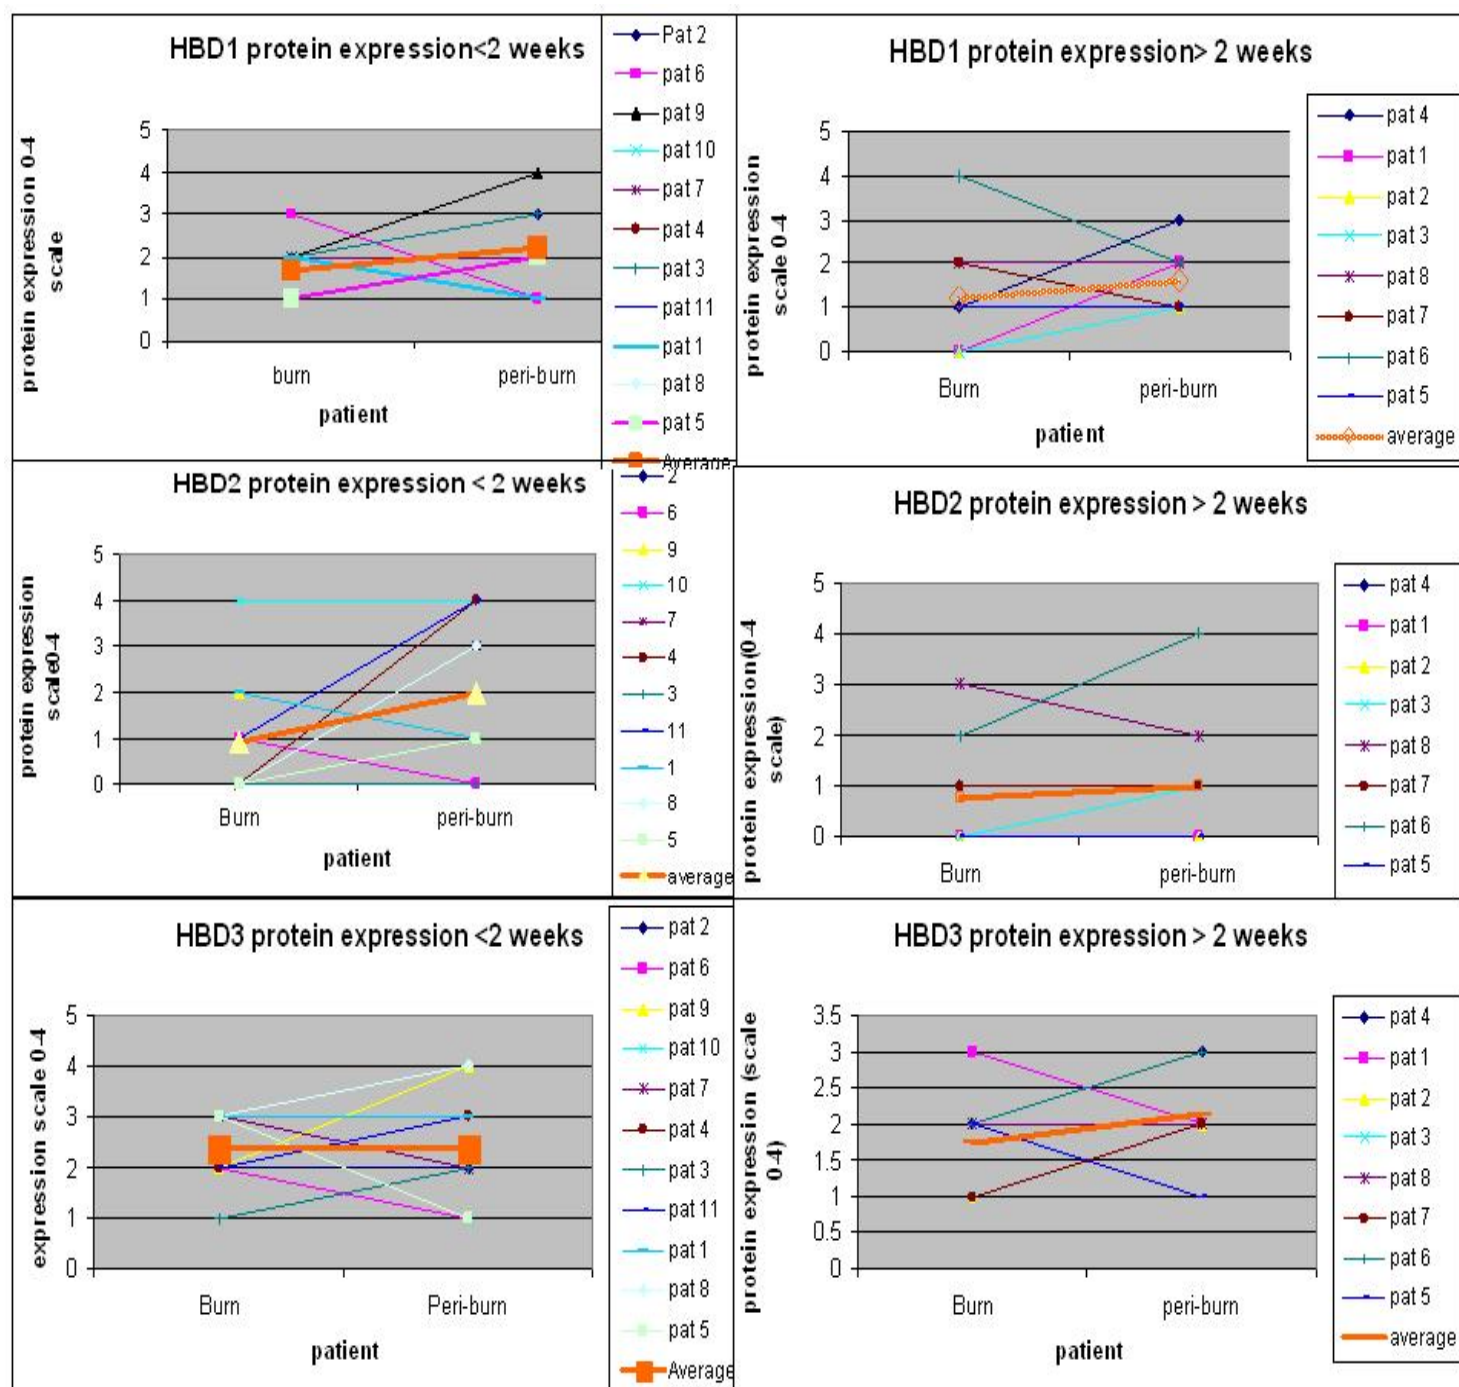 HBD1 protein expression<2 weeks
protein expression 0-4
scale
5
4
3
2
1
0
burn
peri-burn
patient
Pat 2
pat 6
pat 9
pat 10
pat 7
pat 4
pat 3
pat 11
pat 1
pat 8
pat 5
Average
HBD1 protein expression> 2 weeks
protein expression
scale 0-4
5
4
3
2
1
0
Burn
peri-burn
patient
pat 4
pat 1
pat 2
pat 3
pat 8
pat 7
pat 6
pat 5
average
HBD2 protein expression < 2 weeks
protein expression
scale0-4
5
4
3
2
1
0
Burn
peri-burn
patient
2
6
9
10
7
4
3
11
1
8
5
average
HBD2 protein expression > 2 weeks
protein expression(0-4
scale)
5
4
3
2
1
0
Burn
peri-burn
patient
pat 4
pat 1
pat 2
pat 3
pat 8
pat 7
pat 6
pat 5
HBD3 protein expression <2 weeks
expression scale 0-4
5
4
3
2
1
0
Burn
Peri-burn
patient
pat 2
pat 6
pat 9
pat 10
pat 7
pat 4
pat 3
pat 11
pat 1
pat 8
pat 5
Average
HBD3 protein expression > 2 weeks
protein expression (scale
0-4)
3.5
3
2.5
2
1.5
1
0.5
0
Burn
peri-burn
patient
pat 4
pat 1
pat 2
pat 3
pat 8
pat 7
pat 6
pat 5
average